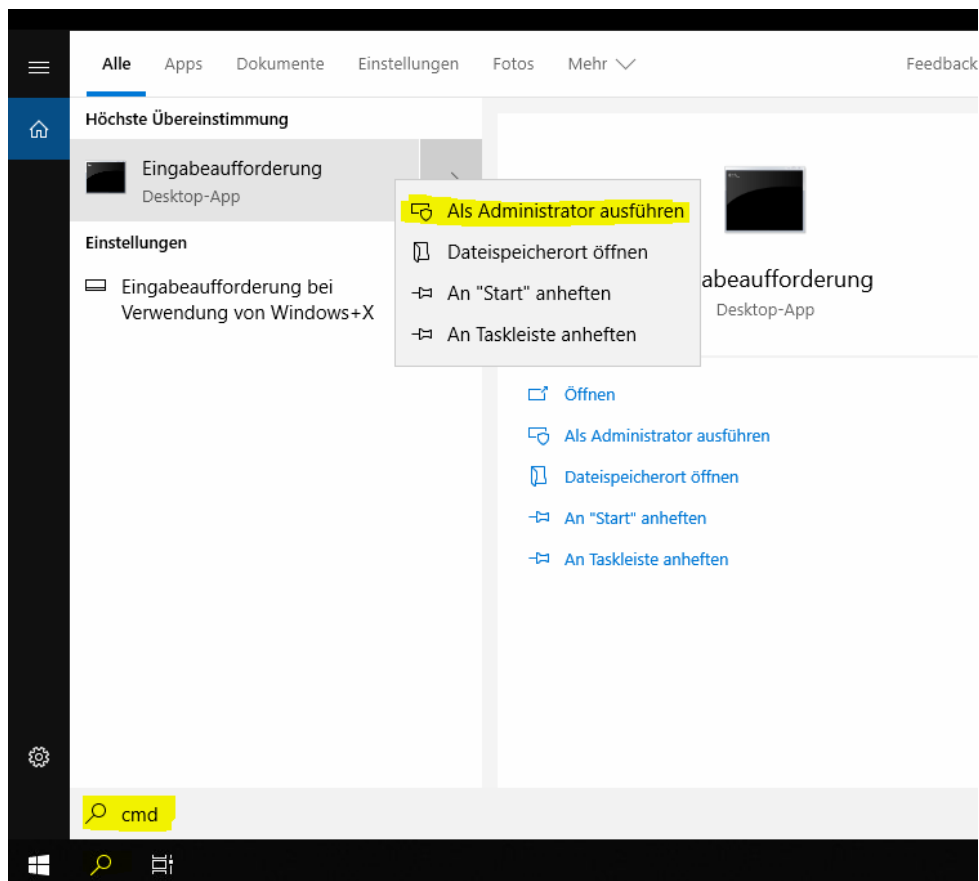 Alle Apps Dokumente Einstellungen Fotos Mehr Feedback
Höchste Übereinstimmung
Eingabeaufforderung
Desktop-App
Einstellungen
Eingabeaufforderung bei
Verwendung von Windows+X
Als Administrator ausführen
Dateispeicherort öffnen
An "Start" anheften
An Taskleiste anheften
abeaufforderung
Desktop-App
Öffnen
Als Administrator ausführen
Dateispeicherort öffnen
An "Start" anheften
An Taskleiste anheften
cmd